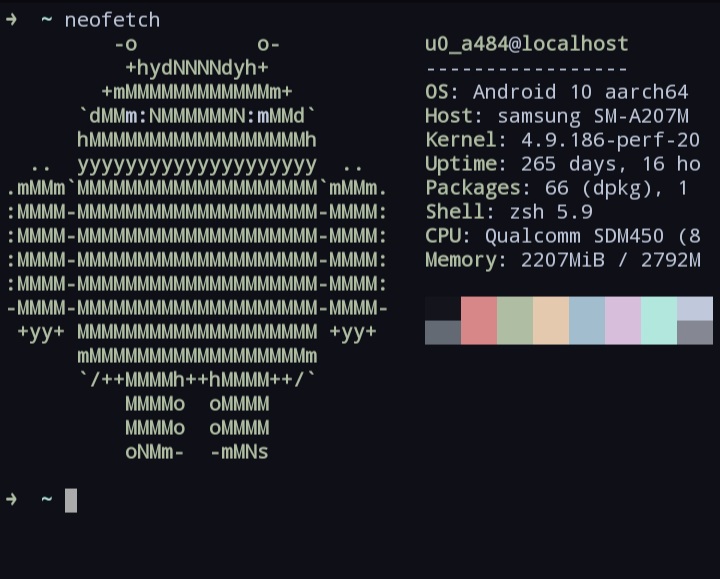 → ~ neofetch
u0_a484@localhost
-----------------
OS: Android 10 aarch64
Host: samsung SM-A207M
Kernel: 4.9.186-perf-20
Uptime: 265 days, 16 ho
Packages: 66 (dpkg), 1
Shell: zsh 5.9
CPU: Qualcomm SDM450 (8
Memory: 2207MiB / 2792M
-o          o-
+hydNNNNdyh+
+mMMMMMMMMMMMMm+
`dMMm:NMMMMMMN:mMMd`
hMMMMMMMMMMMMMMMMMMh
..  yyyyyyyyyyyyyyyyyyyy  ..
.mMMm`MMMMMMMMMMMMMMMMMMMM`mMMm.
:MMMM-MMMMMMMMMMMMMMMMMMMM-MMMM:
:MMMM-MMMMMMMMMMMMMMMMMMMM-MMMM:
:MMMM-MMMMMMMMMMMMMMMMMMMM-MMMM:
:MMMM-MMMMMMMMMMMMMMMMMMMM-MMMM:
-MMMM-MMMMMMMMMMMMMMMMMMMM-MMMM-
+yy+ MMMMMMMMMMMMMMMMMMMM +yy+
mMMMMMMMMMMMMMMMMMMm
`/++MMMMh++hMMMM++/`
MMMMo  oMMMM
MMMMo  oMMMM
oNMm-  -mMNs
→ ~